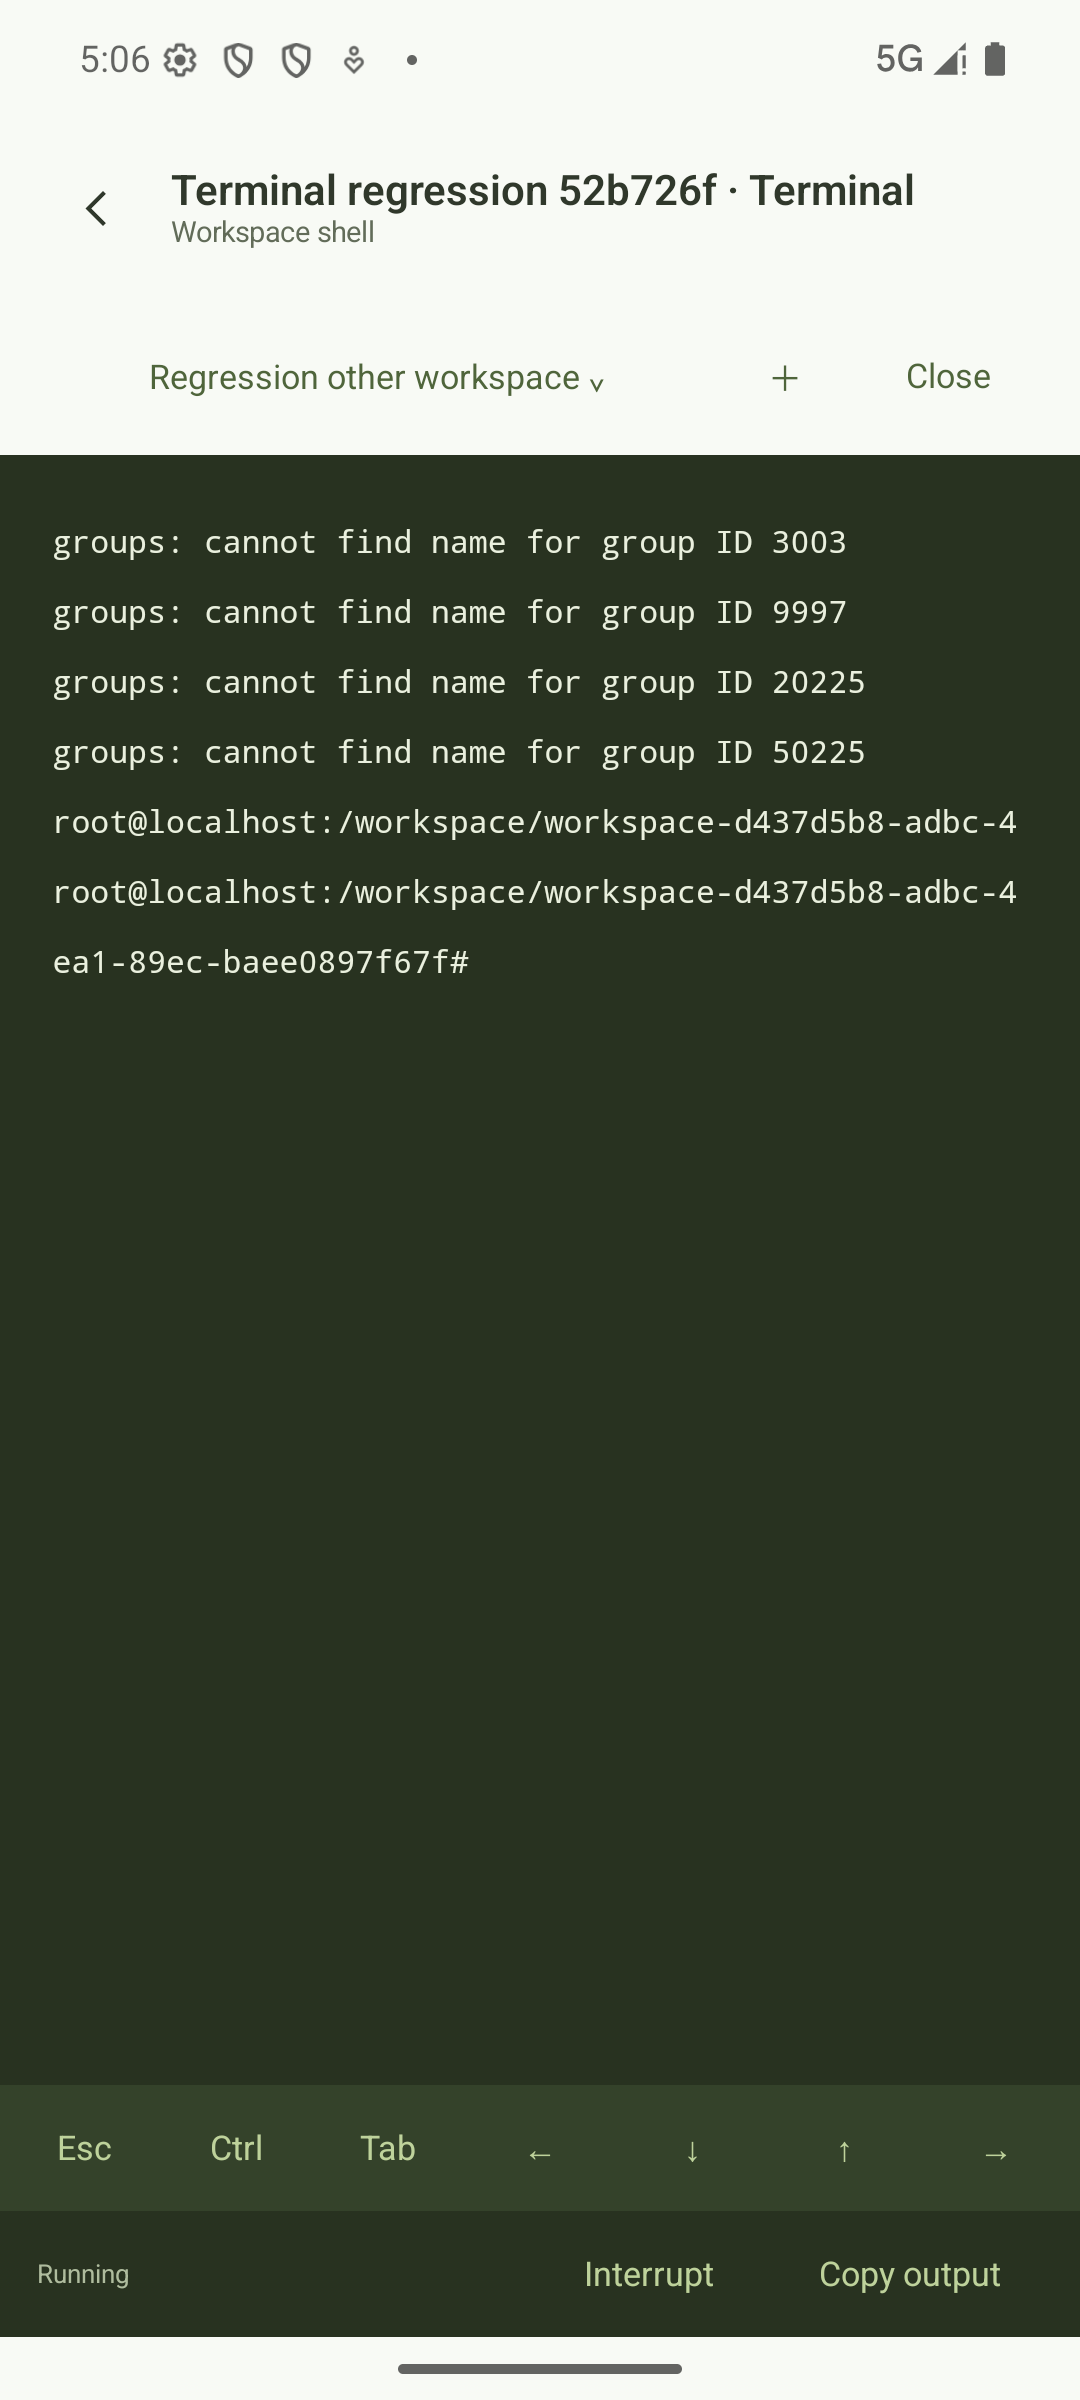 5:06
5G
Terminal regression 52b726f · Terminal
Workspace shell
Regression other workspace
+
Close
groups: cannot find name for group ID 3003
groups: cannot find name for group ID 9997
groups: cannot find name for group ID 20225
groups: cannot find name for group ID 50225
root@localhost:/workspace/workspace-d437d5b8-adbc-4
root@localhost:/workspace/workspace-d437d5b8-adbc-4
ea1-89ec-baee0897f67f#
Esc Ctrl Tab ← ↓ ↑ →
Running Interrupt Copy output